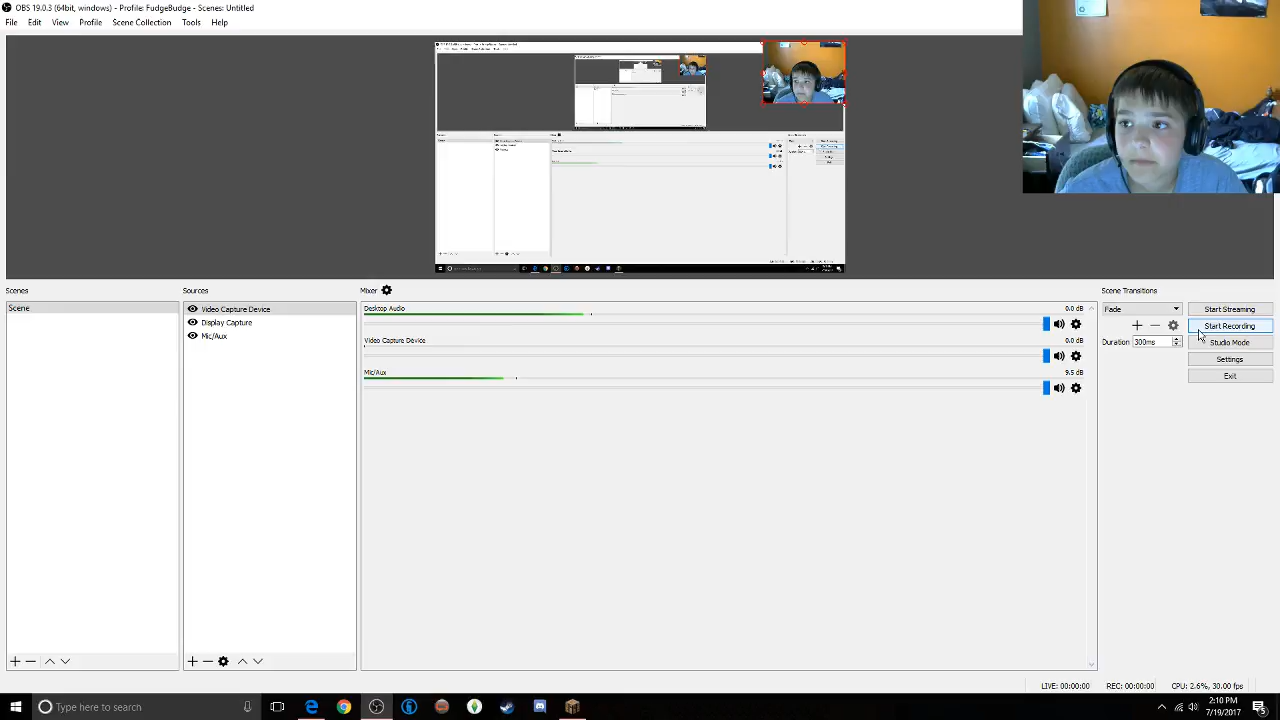 OBS 19.0.3 (64bit, windows) - Profile: FudgeBudge - Scenes: Untitled
File Edit View Profile Scene Collection Tools Help
Scenes
Sources
Mixer
Scene Transitions
Scene
Video Capture Device
Display Capture
Mic/Aux
Desktop Audio 0.0 dB
Video Capture Device 0.0 dB
Mic/Aux 9.5 dB
Fade
Duration 300ms
Start Streaming
Start Recording
Studio Mode
Settings
Exit
LIVE: 00:00:00 REC: 00:00:00 CPU: 2.6%, 30.00 fps
Type here to search
2:10 PM
7/19/2017